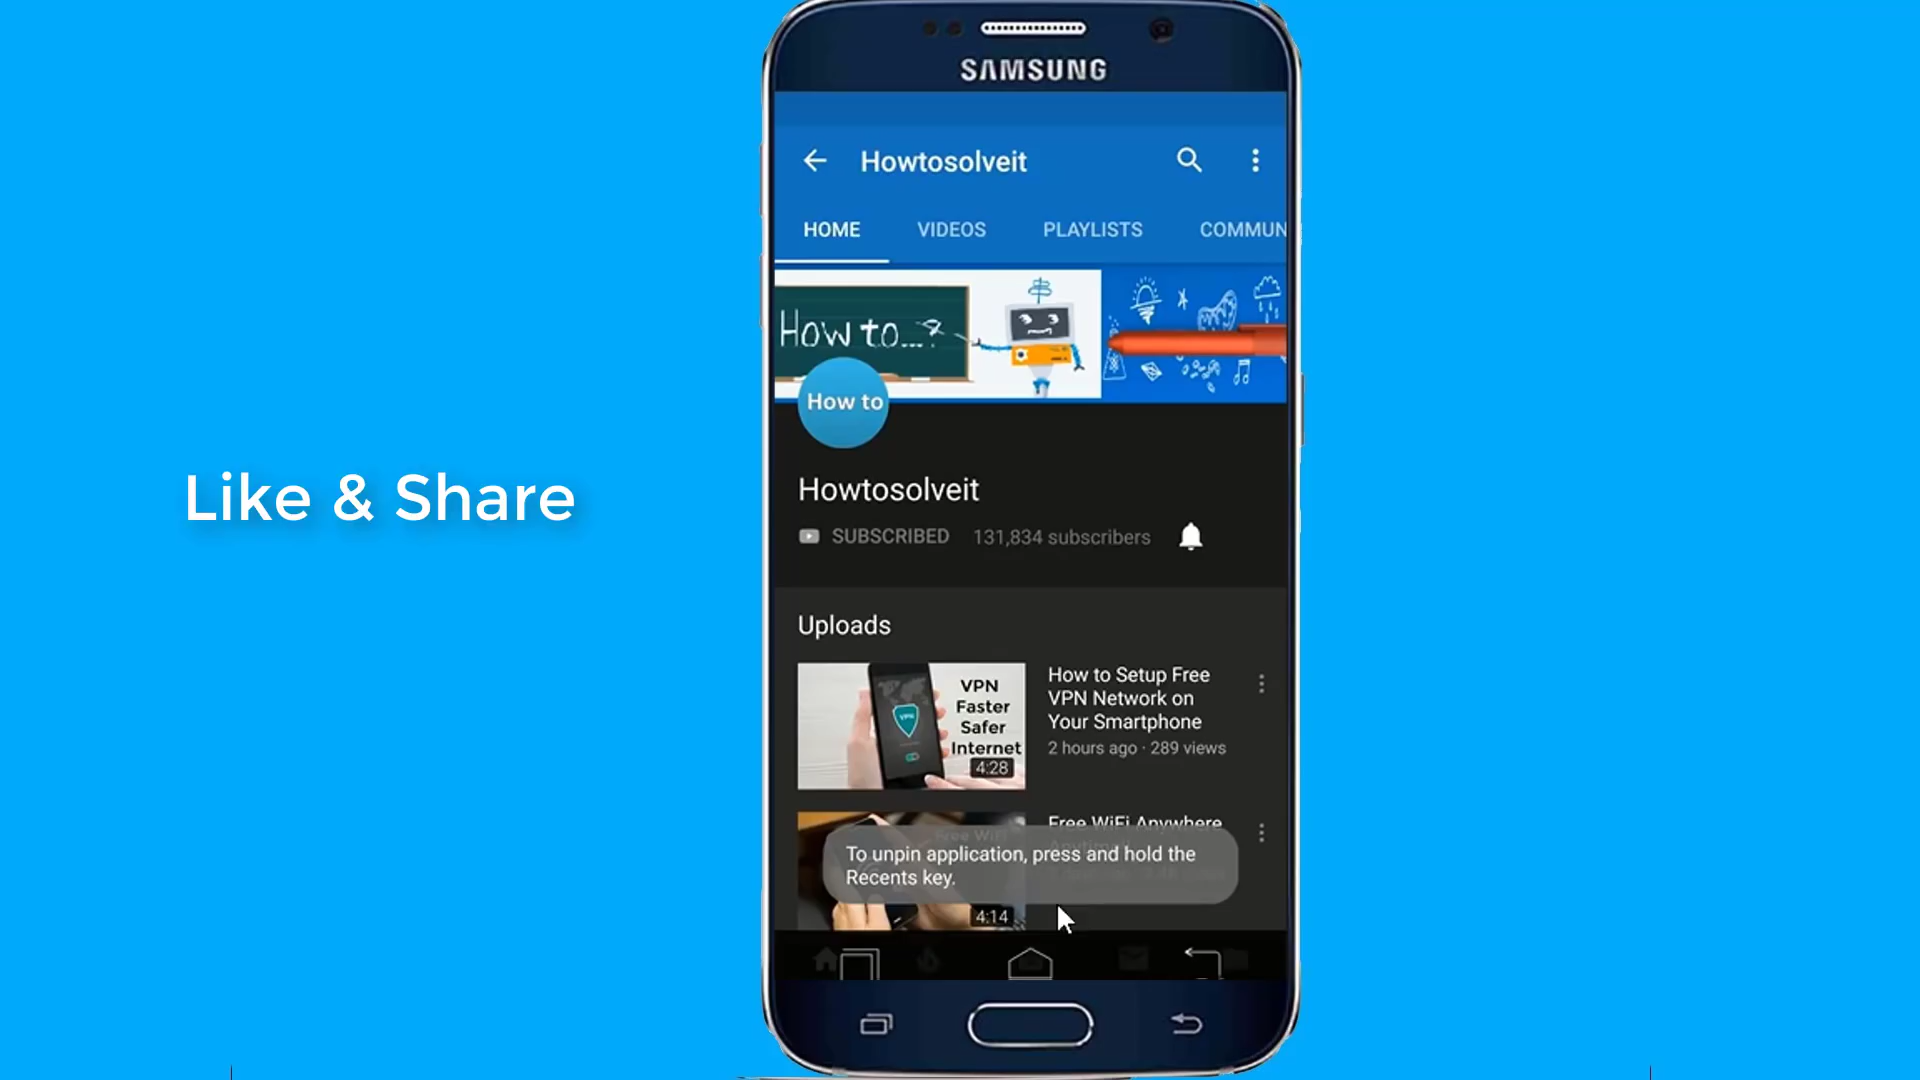 SAMSUNG
Howtosolveit
HOME VIDEOS PLAYLISTS COMMUN
How to...?
How to
Howtosolveit
SUBSCRIBED 131,834 subscribers
Like & Share
Uploads
VPN
Faster
Safer
Internet
4:28
How to Setup Free
VPN Network on
Your Smartphone
2 hours ago · 289 views
Free WiFi Anywhere
To unpin application, press and hold the
Recents key.
4:14